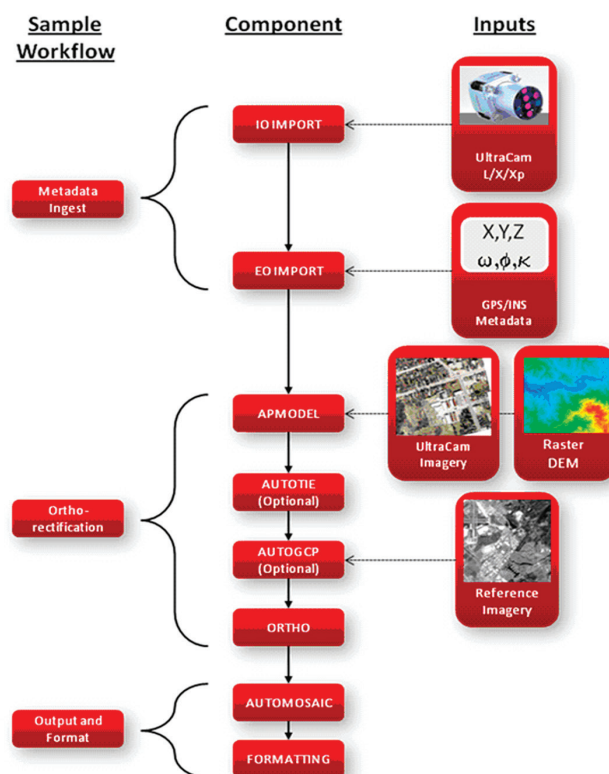 Sample
Workflow
Component
Inputs
IO IMPORT
UltraCam
L/X/Xp
Metadata
Ingest
X,Y,Z
ω,ϕ,κ
EO IMPORT
GPS/INS
Metadata
APMODEL
UltraCam
Imagery
Raster
DEM
AUTOTIE
(Optional)
Ortho-
rectification
AUTOGCP
(Optional)
Reference
Imagery
ORTHO
AUTOMOSAIC
Output and
Format
FORMATTING